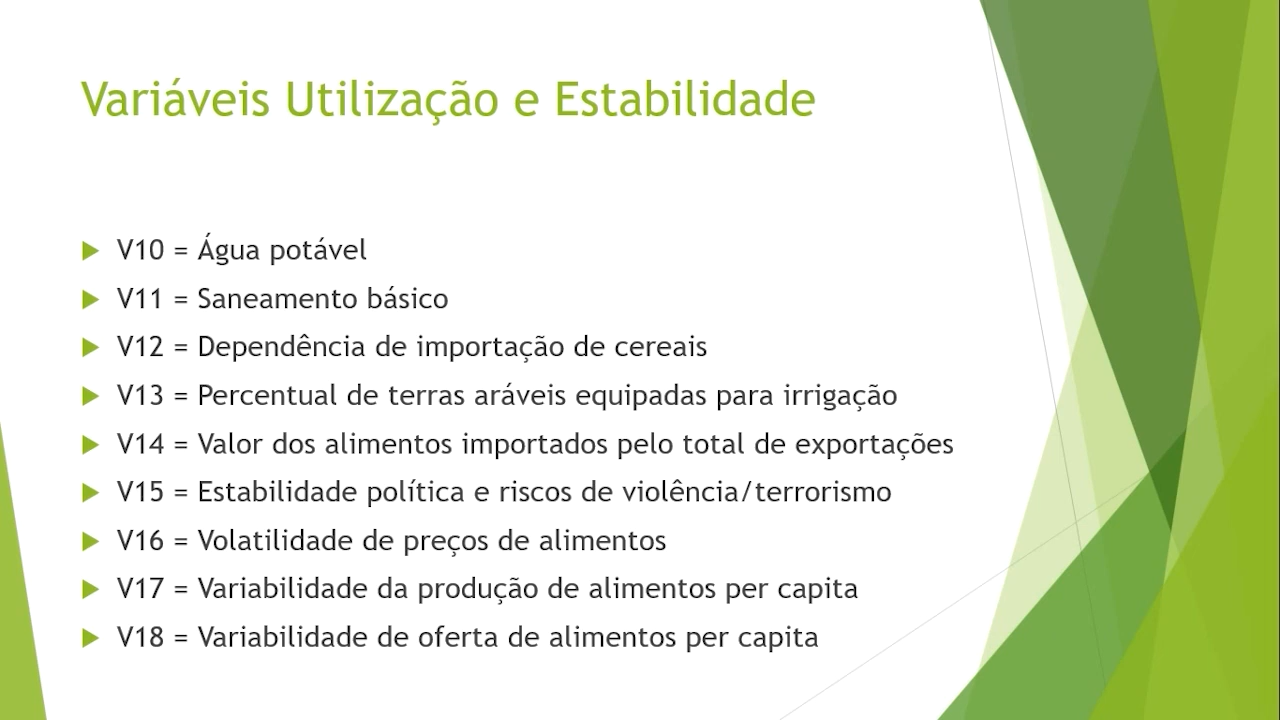 Variáveis Utilização e Estabilidade
V10 = Água potável
V11 = Saneamento básico
V12 = Dependência de importação de cereais
V13 = Percentual de terras aráveis equipadas para irrigação
V14 = Valor dos alimentos importados pelo total de exportações
V15 = Estabilidade política e riscos de violência/terrorismo
V16 = Volatilidade de preços de alimentos
V17 = Variabilidade da produção de alimentos per capita
V18 = Variabilidade de oferta de alimentos per capita